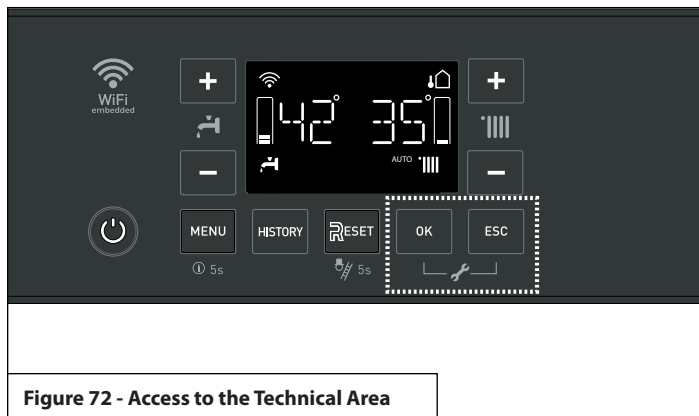 WiFi
embedded
+
+
42°
35°
AUTO
−
−
MENU
HISTORY
RESET
OK
ESC
5s
5s
Figure 72 - Access to the Technical Area